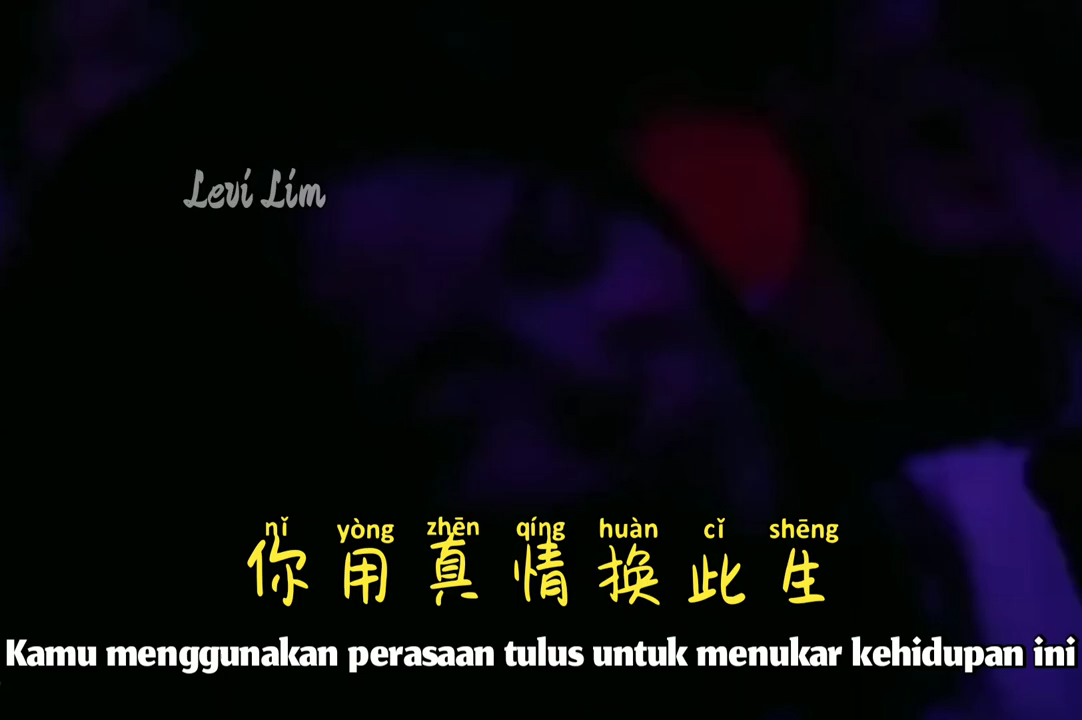 Levi Lim
nǐ yòng zhēn qíng huàn cǐ shēng
你用真情换此生
Kamu menggunakan perasaan tulus untuk menukar kehidupan ini